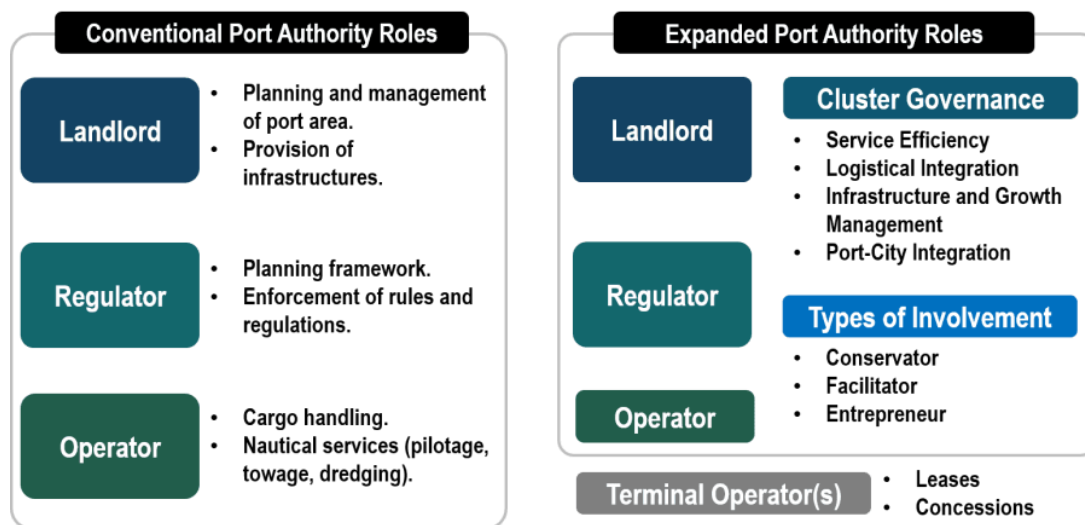 Conventional Port Authority Roles
Landlord
• Planning and management
of port area.
• Provision of
infrastructures.
Regulator
• Planning framework.
• Enforcement of rules and
regulations.
Operator
• Cargo handling.
• Nautical services (pilotage,
towage, dredging).
Expanded Port Authority Roles
Landlord
Regulator
Operator
Cluster Governance
• Service Efficiency
• Logistical Integration
• Infrastructure and Growth
Management
• Port-City Integration
Types of Involvement
• Conservator
• Facilitator
• Entrepreneur
Terminal Operator(s)
• Leases
• Concessions